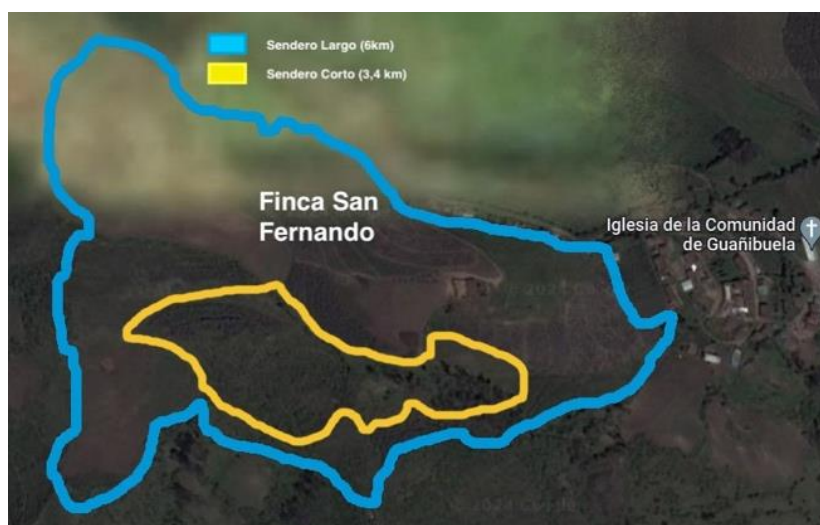 Sendero Largo (6km)
Sendero Corto (3,4 km)
Finca San
Fernando
Iglesia de la Comunidad
de Guañibuela